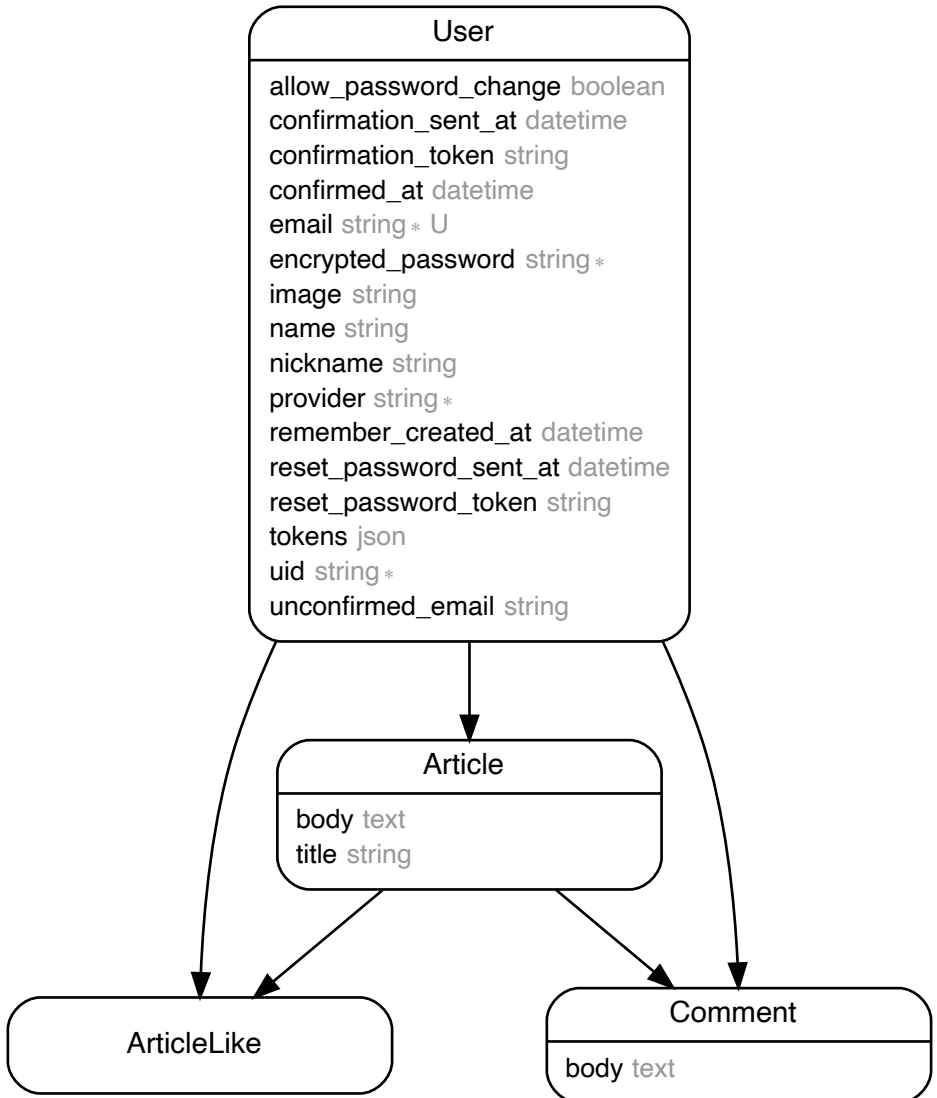 User
allow_password_change boolean
confirmation_sent_at datetime
confirmation_token string
confirmed_at datetime
email string * U
encrypted_password string *
image string
name string
nickname string
provider string *
remember_created_at datetime
reset_password_sent_at datetime
reset_password_token string
tokens json
uid string *
unconfirmed_email string
Article
body text
title string
ArticleLike
Comment
body text